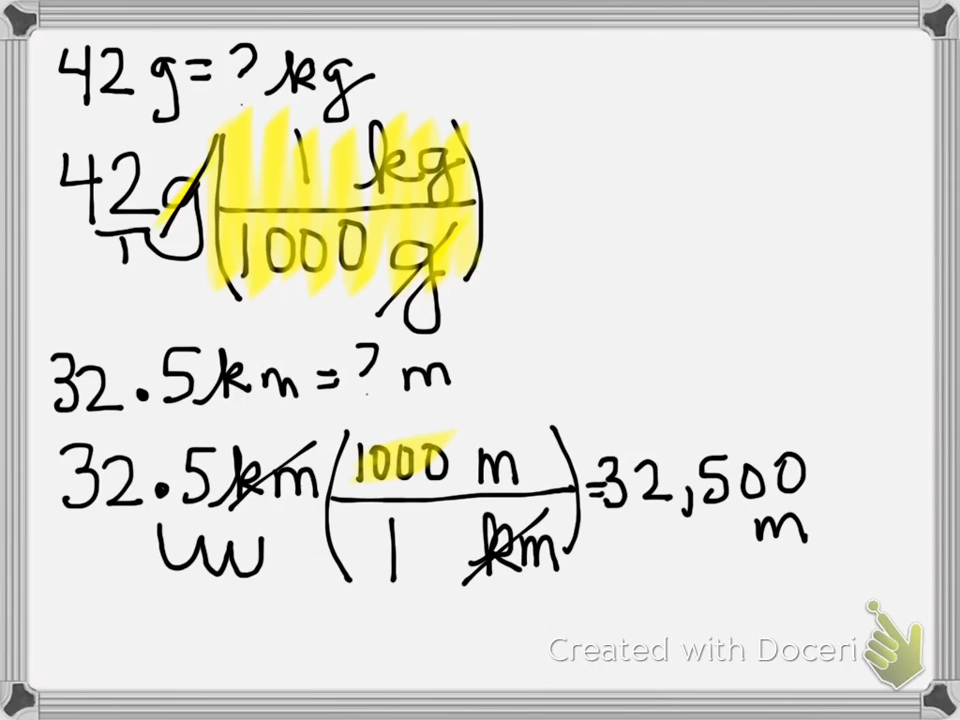 42 g = ? kg
42 g ( 1 kg / 1000 g )
1
32.5 km = ? m
32.5 km ( 1000 m / 1 km ) = 32,500 m
Created with Doceri